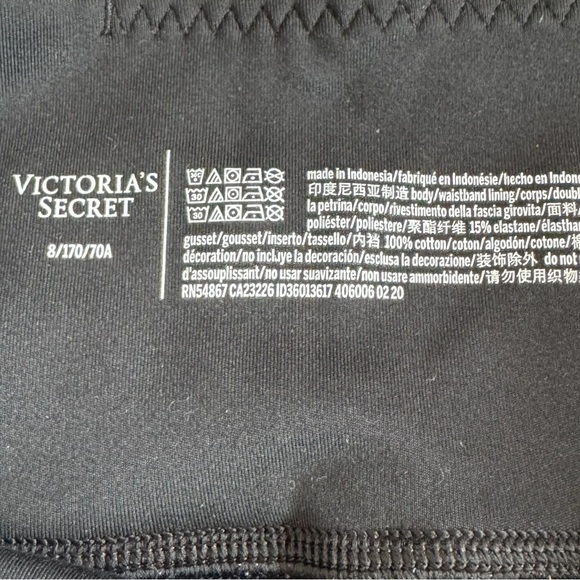 VICTORIA'S
SECRET
8/170/70A
made in Indonesia/fabriqué en Indonésie/hecho en Indon
印度尼西亚制造 body/waistband lining/corps/doubl
la petrina/corpo/rivestimento della fascia girovita/面料/
poliéster/poliestere/聚酯纤维 15% elastane/élasthan
gusset/gousset/inserto/tassello/内裆 100% cotton/coton/algodón/cotone/棉
décoration/no incluye la decoración/esclusa la decorazione/装饰除外 do not
d'assouplissant/no usar suavizante/non usare ammorbidente/请勿使用织物
RN54867 CA23226 ID36013617 406006 02 20